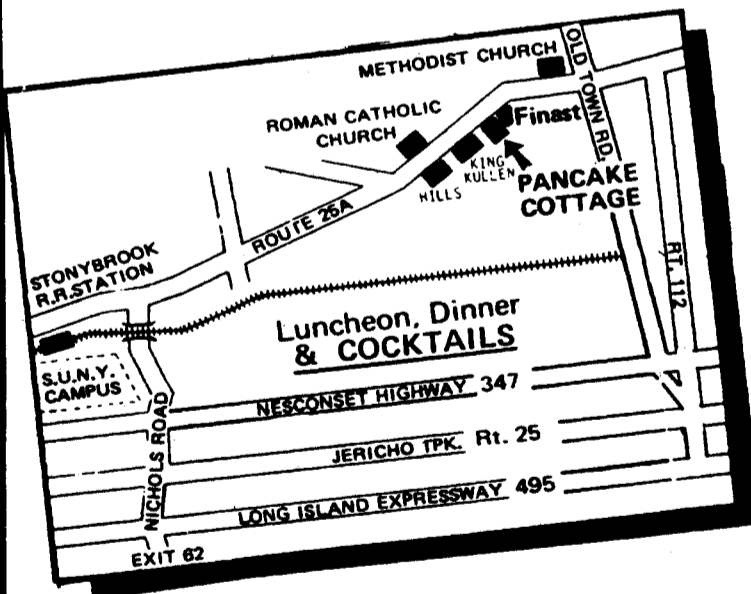 METHODIST CHURCH
OLD TOWN RD.
ROMAN CATHOLIC
CHURCH
Finast
KING
KULLEN
HILLS
PANCAKE
COTTAGE
ROUTE 25A
STONYBROOK
R.R. STATION
RT. 112
Luncheon, Dinner
& COCKTAILS
S.U.N.Y.
CAMPUS
NESCONSET HIGHWAY 347
NICHOLS ROAD
JERICHO TPK. Rt. 25
LONG ISLAND EXPRESSWAY 495
EXIT 62